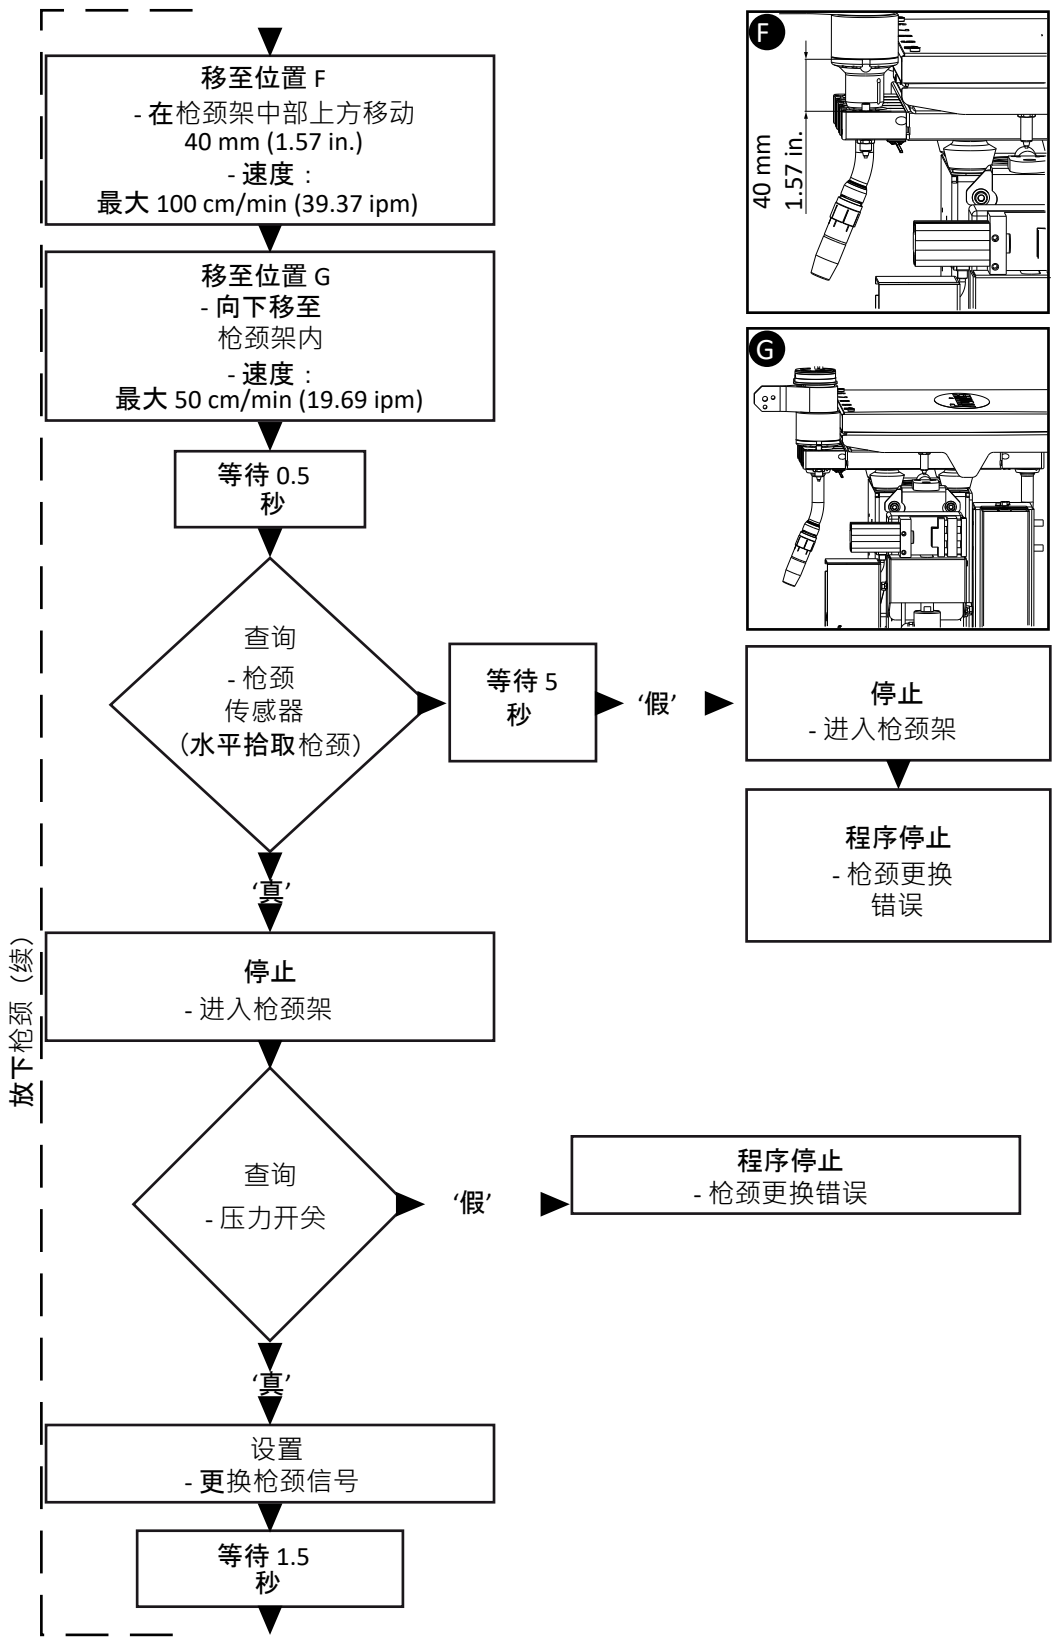 移至位置 F
- 在枪颈架中部上方移动
40 mm (1.57 in.)
- 速度：
最大 100 cm/min (39.37 ipm)
移至位置 G
- 向下移至
枪颈架内
- 速度：
最大 50 cm/min (19.69 ipm)
等待 0.5
秒
查询
- 枪颈
传感器
（水平拾取枪颈）
等待 5
秒
‘假’
停止
- 进入枪颈架
程序停止
- 枪颈更换
错误
‘真’
停止
- 进入枪颈架
查询
- 压力开关
‘假’
程序停止
- 枪颈更换错误
‘真’
设置
- 更换枪颈信号
等待 1.5
秒
放下枪颈（续）
F
40 mm
1.57 in.
G